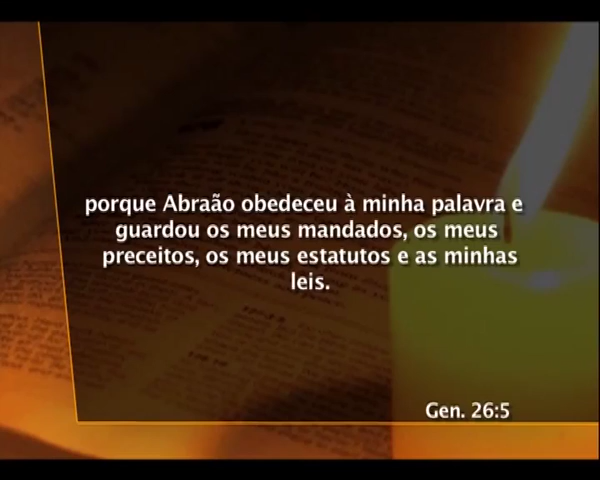 porque Abraão obedeceu à minha palavra e
guardou os meus mandados, os meus
preceitos, os meus estatutos e as minhas
leis.
Gen. 26:5